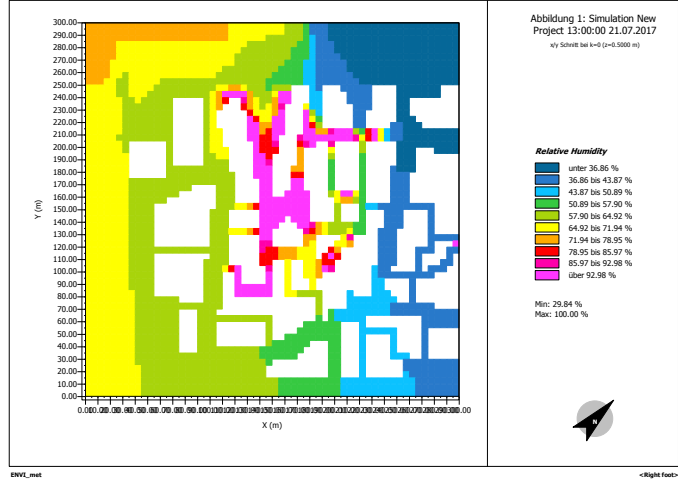 Abbildung 1: Simulation New
Project 13:00:00 21.07.2017
x/y Schnitt bei k=0 (z=0.5000 m)
300.00
290.00
280.00
270.00
260.00
250.00
240.00
230.00
220.00
210.00
200.00
190.00
180.00
170.00
160.00
150.00
140.00
130.00
120.00
110.00
100.00
90.00
80.00
70.00
60.00
50.00
40.00
30.00
20.00
10.00
0.00
Y (m)
X (m)
Relative Humidity
unter 36.86 %
36.86 bis 43.87 %
43.87 bis 50.89 %
50.89 bis 57.90 %
57.90 bis 64.92 %
64.92 bis 71.94 %
71.94 bis 78.95 %
78.95 bis 85.97 %
85.97 bis 92.98 %
über 92.98 %
Min: 29.84 %
Max: 100.00 %
N
ENVI_met
<Right foot>